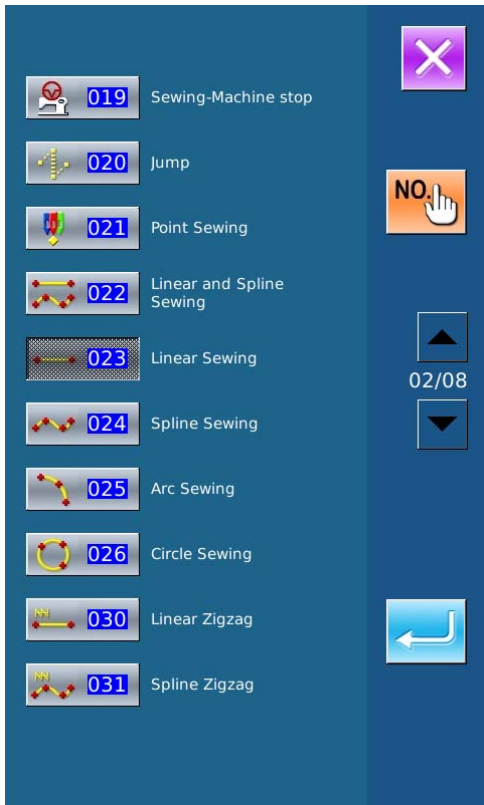 019 Sewing-Machine stop
020 Jump
NO.
021 Point Sewing
022 Linear and Spline
Sewing
023 Linear Sewing
02/08
024 Spline Sewing
025 Arc Sewing
026 Circle Sewing
030 Linear Zigzag
031 Spline Zigzag